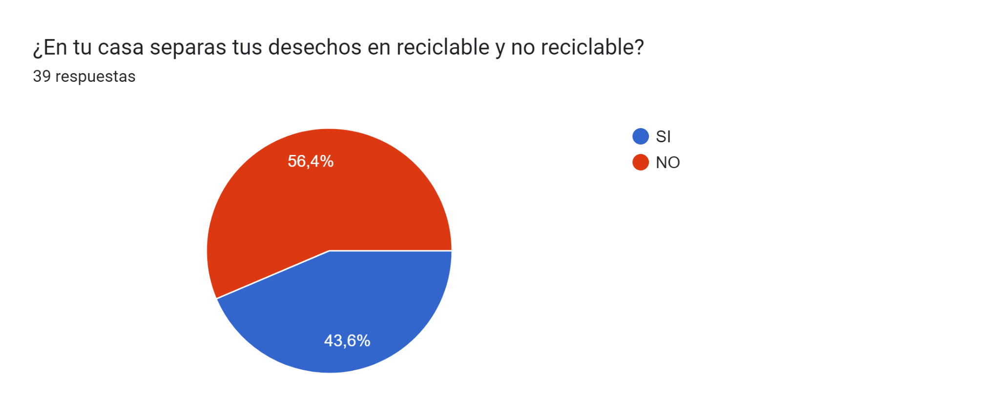 ¿En tu casa separas tus desechos en reciclable y no reciclable?
39 respuestas
SI
NO
56,4%
43,6%